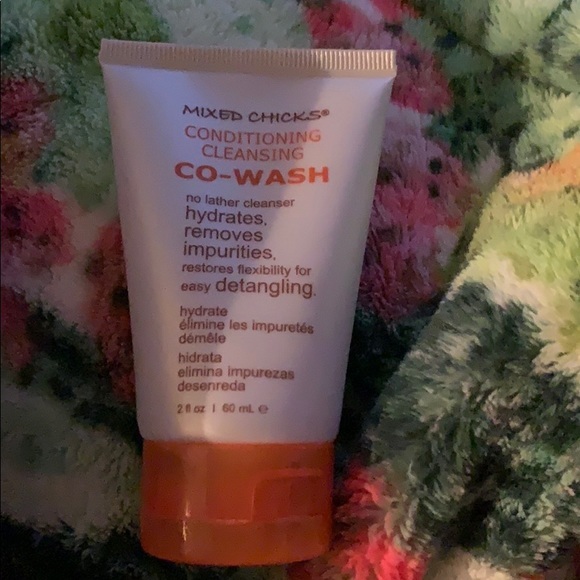 MIXED CHICKS®
CONDITIONING
CLEANSING
CO-WASH
no lather cleanser
hydrates,
removes
impurities,
restores flexibility for
easy detangling.
hydrate
élimine les impuretés
démêle
hidrata
elimina impurezas
desenreda
2 fl oz | 60 mL ℮